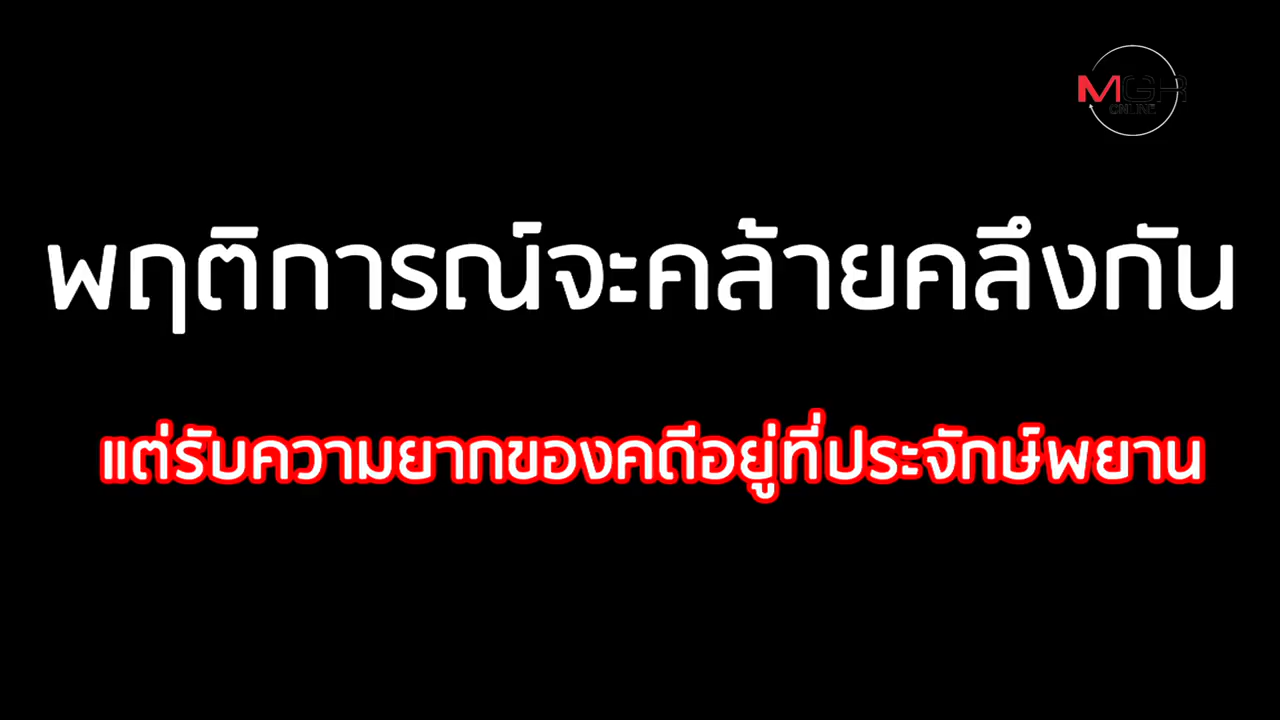 MGR
ONLINE
พฤติการณ์จะคล้ายคลึงกัน
แต่รับความยากของคดีอยู่ที่ประจักษ์พยาน